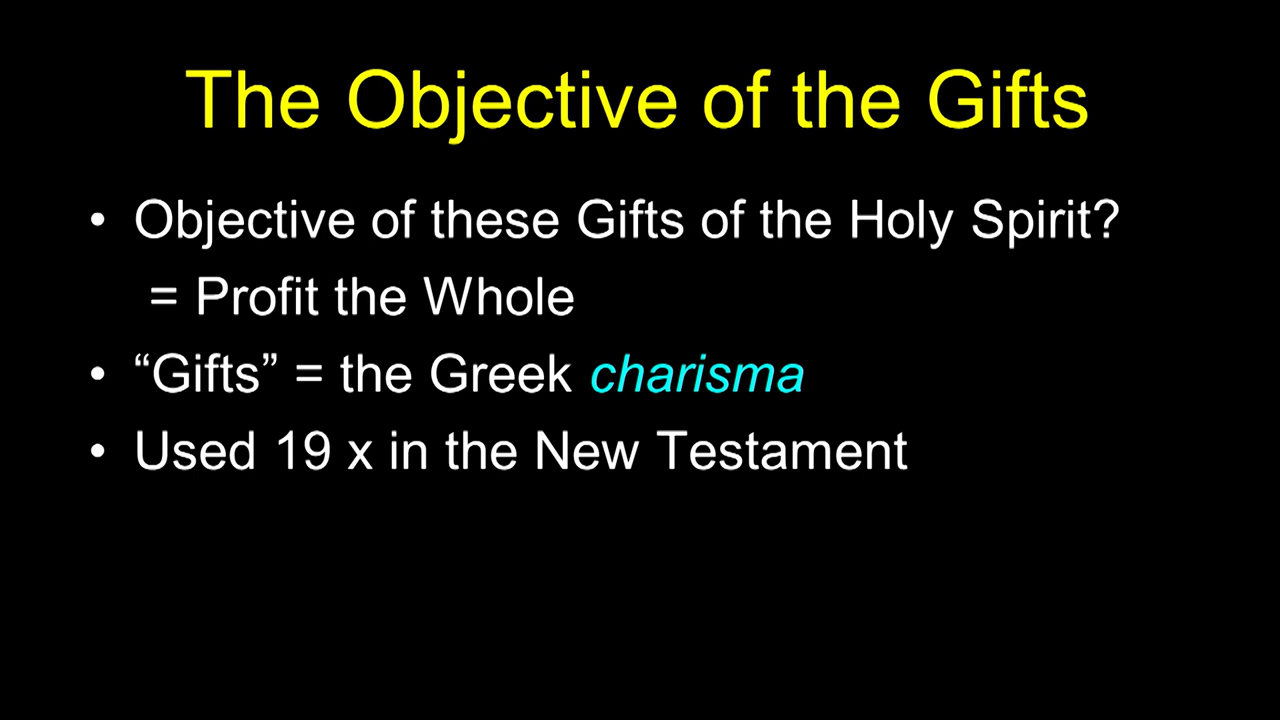 The Objective of the Gifts
• Objective of these Gifts of the Holy Spirit?
= Profit the Whole
• “Gifts” = the Greek charisma
• Used 19 x in the New Testament